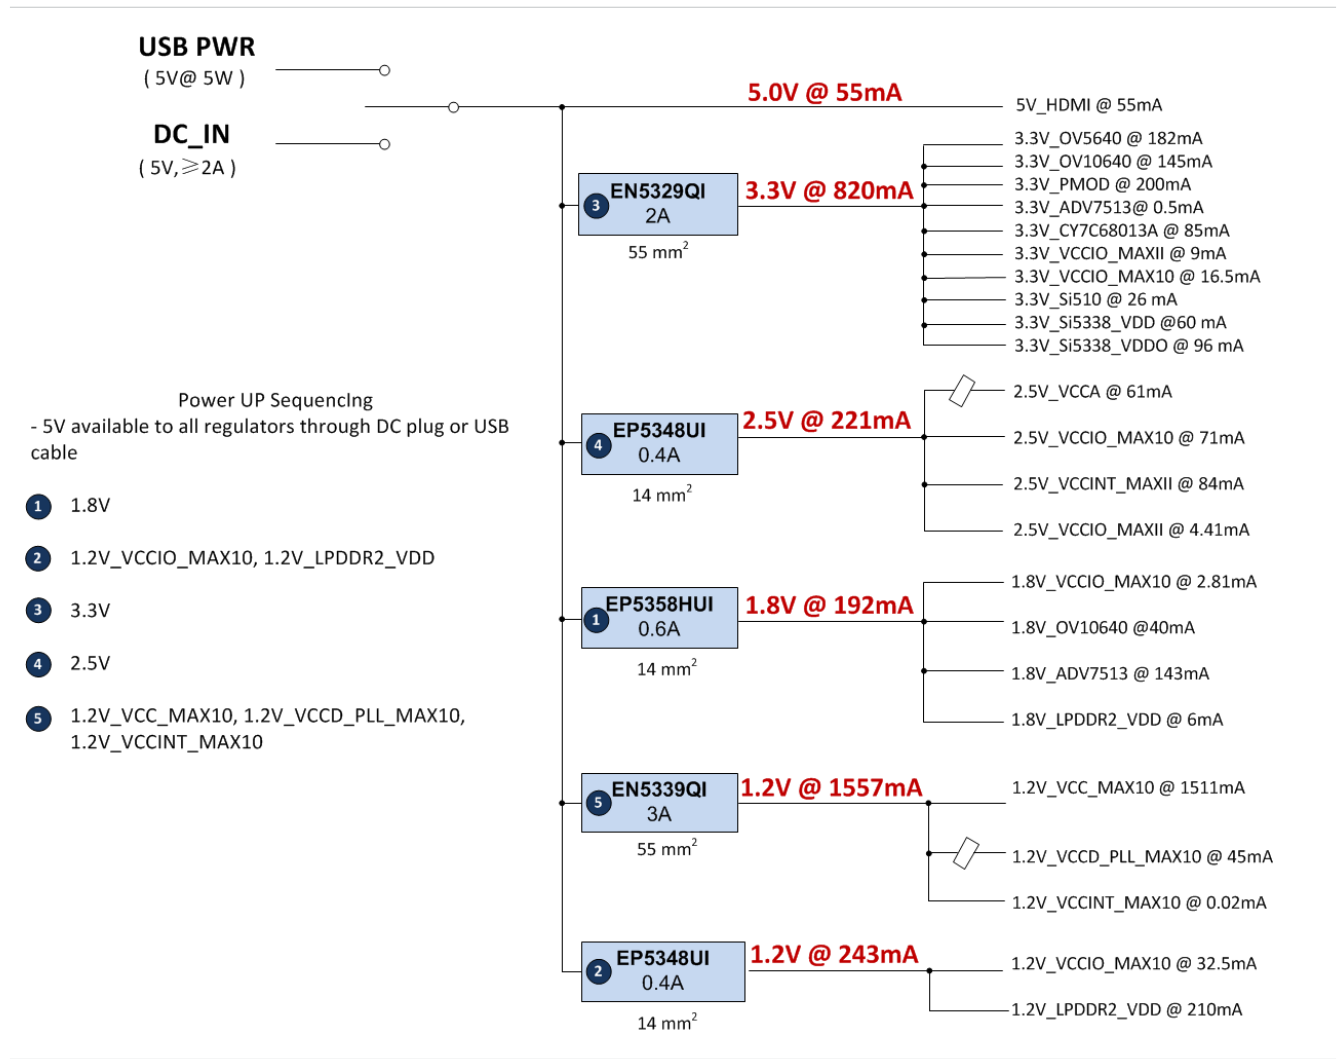 USB PWR
( 5V@ 5W )
DC_IN
( 5V,≥2A )
5.0V @ 55mA
5V_HDMI @ 55mA
3
EN5329QI
2A
55 mm2
3.3V @ 820mA
3.3V_OV5640 @ 182mA
3.3V_OV10640 @ 145mA
3.3V_PMOD @ 200mA
3.3V_ADV7513@ 0.5mA
3.3V_CY7C68013A @ 85mA
3.3V_VCCIO_MAXII @ 9mA
3.3V_VCCIO_MAX10 @ 16.5mA
3.3V_Si510 @ 26 mA
3.3V_Si5338_VDD @60 mA
3.3V_Si5338_VDDO @ 96 mA
Power UP SequencIng
- 5V available to all regulators through DC plug or USB
cable
1 1.8V
2 1.2V_VCCIO_MAX10, 1.2V_LPDDR2_VDD
3 3.3V
4 2.5V
5 1.2V_VCC_MAX10, 1.2V_VCCD_PLL_MAX10,
1.2V_VCCINT_MAX10
4
EP5348UI
0.4A
14 mm2
2.5V @ 221mA
2.5V_VCCA @ 61mA
2.5V_VCCIO_MAX10 @ 71mA
2.5V_VCCINT_MAXII @ 84mA
2.5V_VCCIO_MAXII @ 4.41mA
1
EP5358HUI
0.6A
14 mm2
1.8V @ 192mA
1.8V_VCCIO_MAX10 @ 2.81mA
1.8V_OV10640 @40mA
1.8V_ADV7513 @ 143mA
1.8V_LPDDR2_VDD @ 6mA
5
EN5339QI
3A
55 mm2
1.2V @ 1557mA
1.2V_VCC_MAX10 @ 1511mA
1.2V_VCCD_PLL_MAX10 @ 45mA
1.2V_VCCINT_MAX10 @ 0.02mA
2
EP5348UI
0.4A
14 mm2
1.2V @ 243mA
1.2V_VCCIO_MAX10 @ 32.5mA
1.2V_LPDDR2_VDD @ 210mA